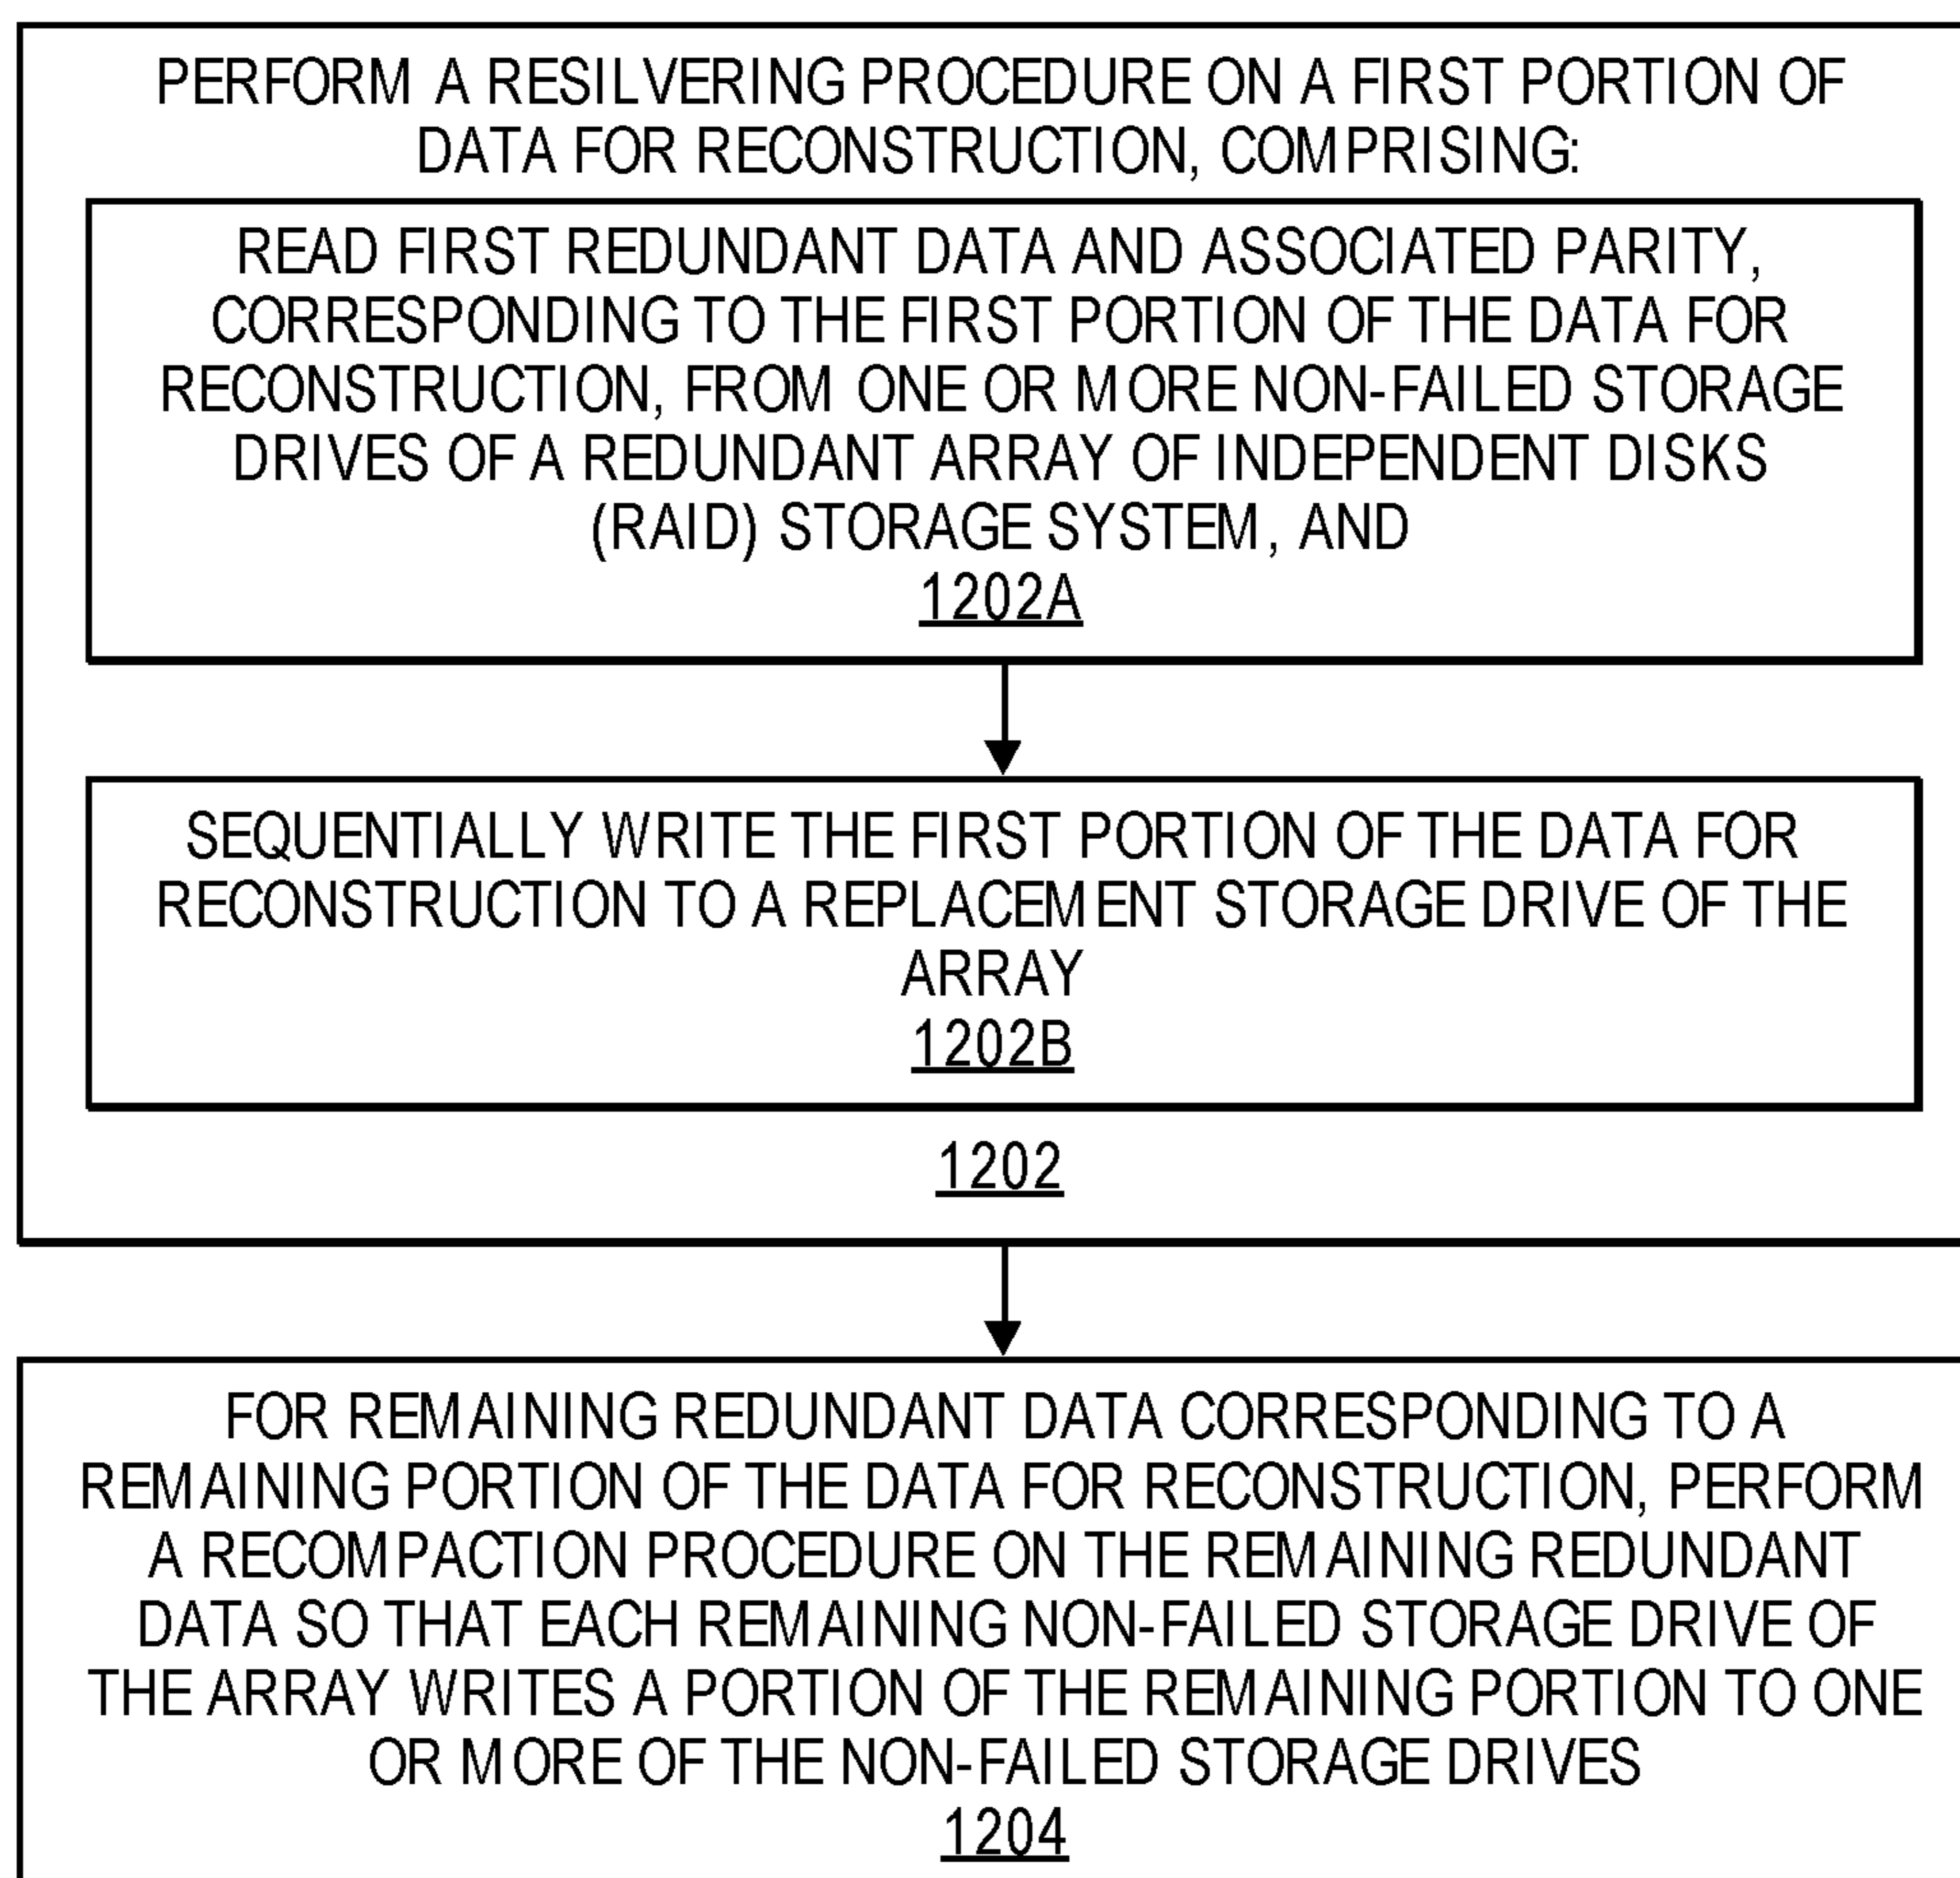 PERFORM A RESILVERING PROCEDURE ON A FIRST PORTION OF
DATA FOR RECONSTRUCTION, COMPRISING:
READ FIRST REDUNDANT DATA AND ASSOCIATED PARITY,
CORRESPONDING TO THE FIRST PORTION OF THE DATA FOR
RECONSTRUCTION, FROM ONE OR MORE NON-FAILED STORAGE
DRIVES OF A REDUNDANT ARRAY OF INDEPENDENT DISKS
(RAID) STORAGE SYSTEM, AND
1202A
SEQUENTIALLY WRITE THE FIRST PORTION OF THE DATA FOR
RECONSTRUCTION TO A REPLACEMENT STORAGE DRIVE OF THE
ARRAY
1202B
1202
FOR REMAINING REDUNDANT DATA CORRESPONDING TO A
REMAINING PORTION OF THE DATA FOR RECONSTRUCTION, PERFORM
A RECOMPACTION PROCEDURE ON THE REMAINING REDUNDANT
DATA SO THAT EACH REMAINING NON-FAILED STORAGE DRIVE OF
THE ARRAY WRITES A PORTION OF THE REMAINING PORTION TO ONE
OR MORE OF THE NON-FAILED STORAGE DRIVES
1204